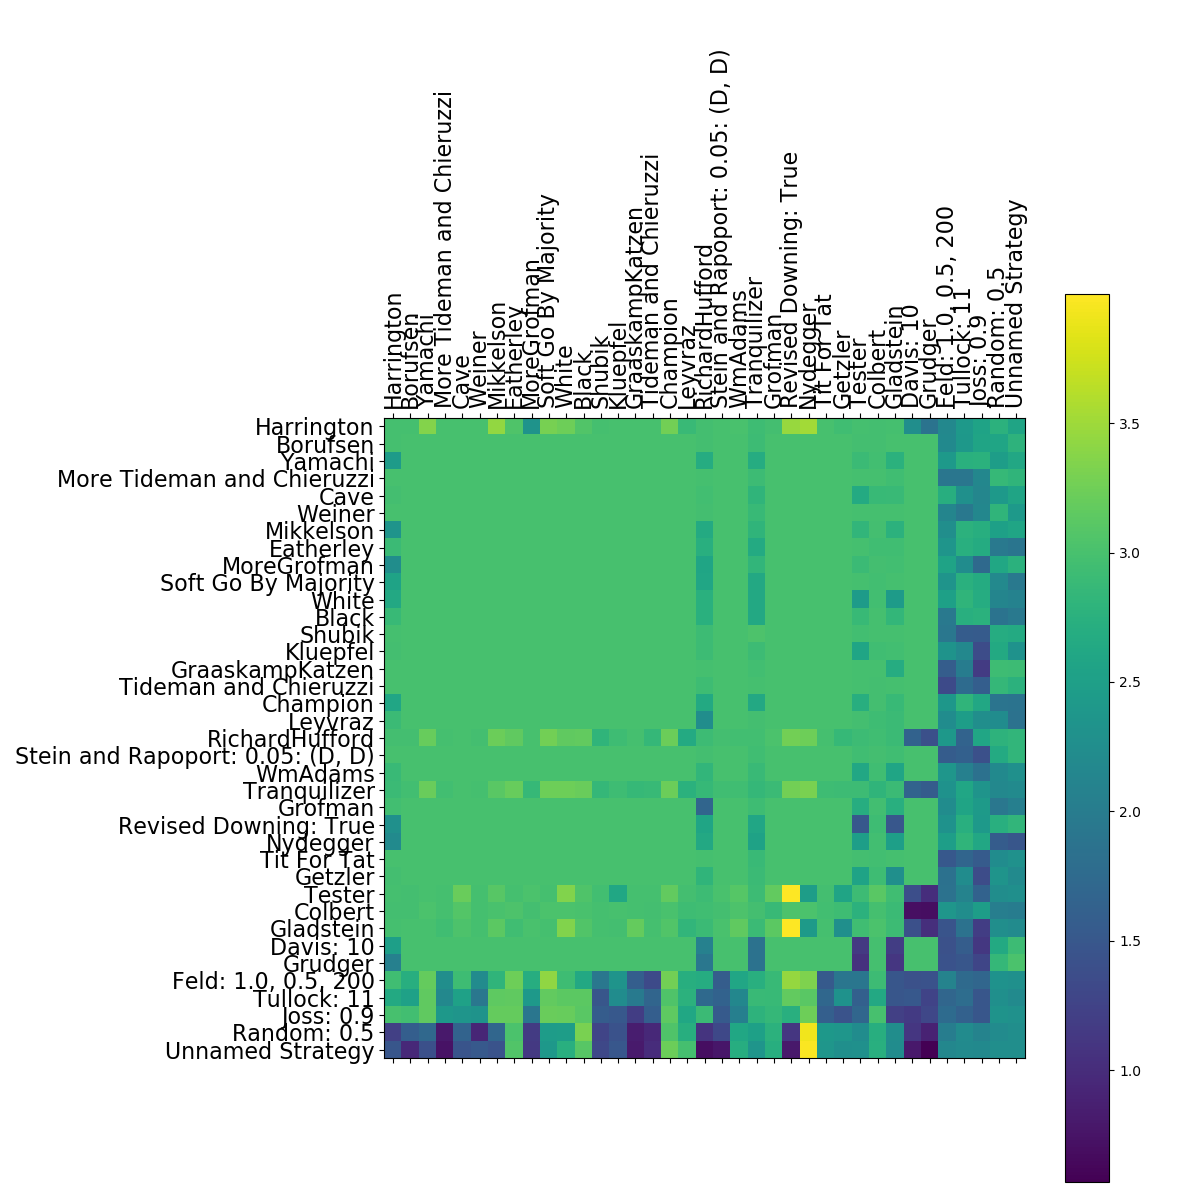 Harrington
Borufsen
Yamachi
More Tideman and Chieruzzi
Cave
Weiner
Mikkelson
Eatherley
MoreGrofman
Soft Go By Majority
White
Black
Shubik
Kluepfel
GraaskampKatzen
Tideman and Chieruzzi
Champion
Leyvraz
RichardHufford
Stein and Rapoport: 0.05: (D, D)
WmAdams
Tranquilizer
Grofman
Revised Downing: True
Nydegger
Tit For Tat
Getzler
Tester
Colbert
Gladstein
Davis: 10
Grudger
Feld: 1.0, 0.5, 200
Tullock: 11
Joss: 0.9
Random: 0.5
Unnamed Strategy
Harrington
Borufsen
Yamachi
More Tideman and Chieruzzi
Cave
Weiner
Mikkelson
Eatherley
MoreGrofman
Soft Go By Majority
White
Black
Shubik
Kluepfel
GraaskampKatzen
Tideman and Chieruzzi
Champion
Leyvraz
RichardHufford
Stein and Rapoport: 0.05: (D, D)
WmAdams
Tranquilizer
Grofman
Revised Downing: True
Nydegger
Tit For Tat
Getzler
Tester
Colbert
Gladstein
Davis: 10
Grudger
Feld: 1.0, 0.5, 200
Tullock: 11
Joss: 0.9
Random: 0.5
Unnamed Strategy
3.5
3.0
2.5
2.0
1.5
1.0